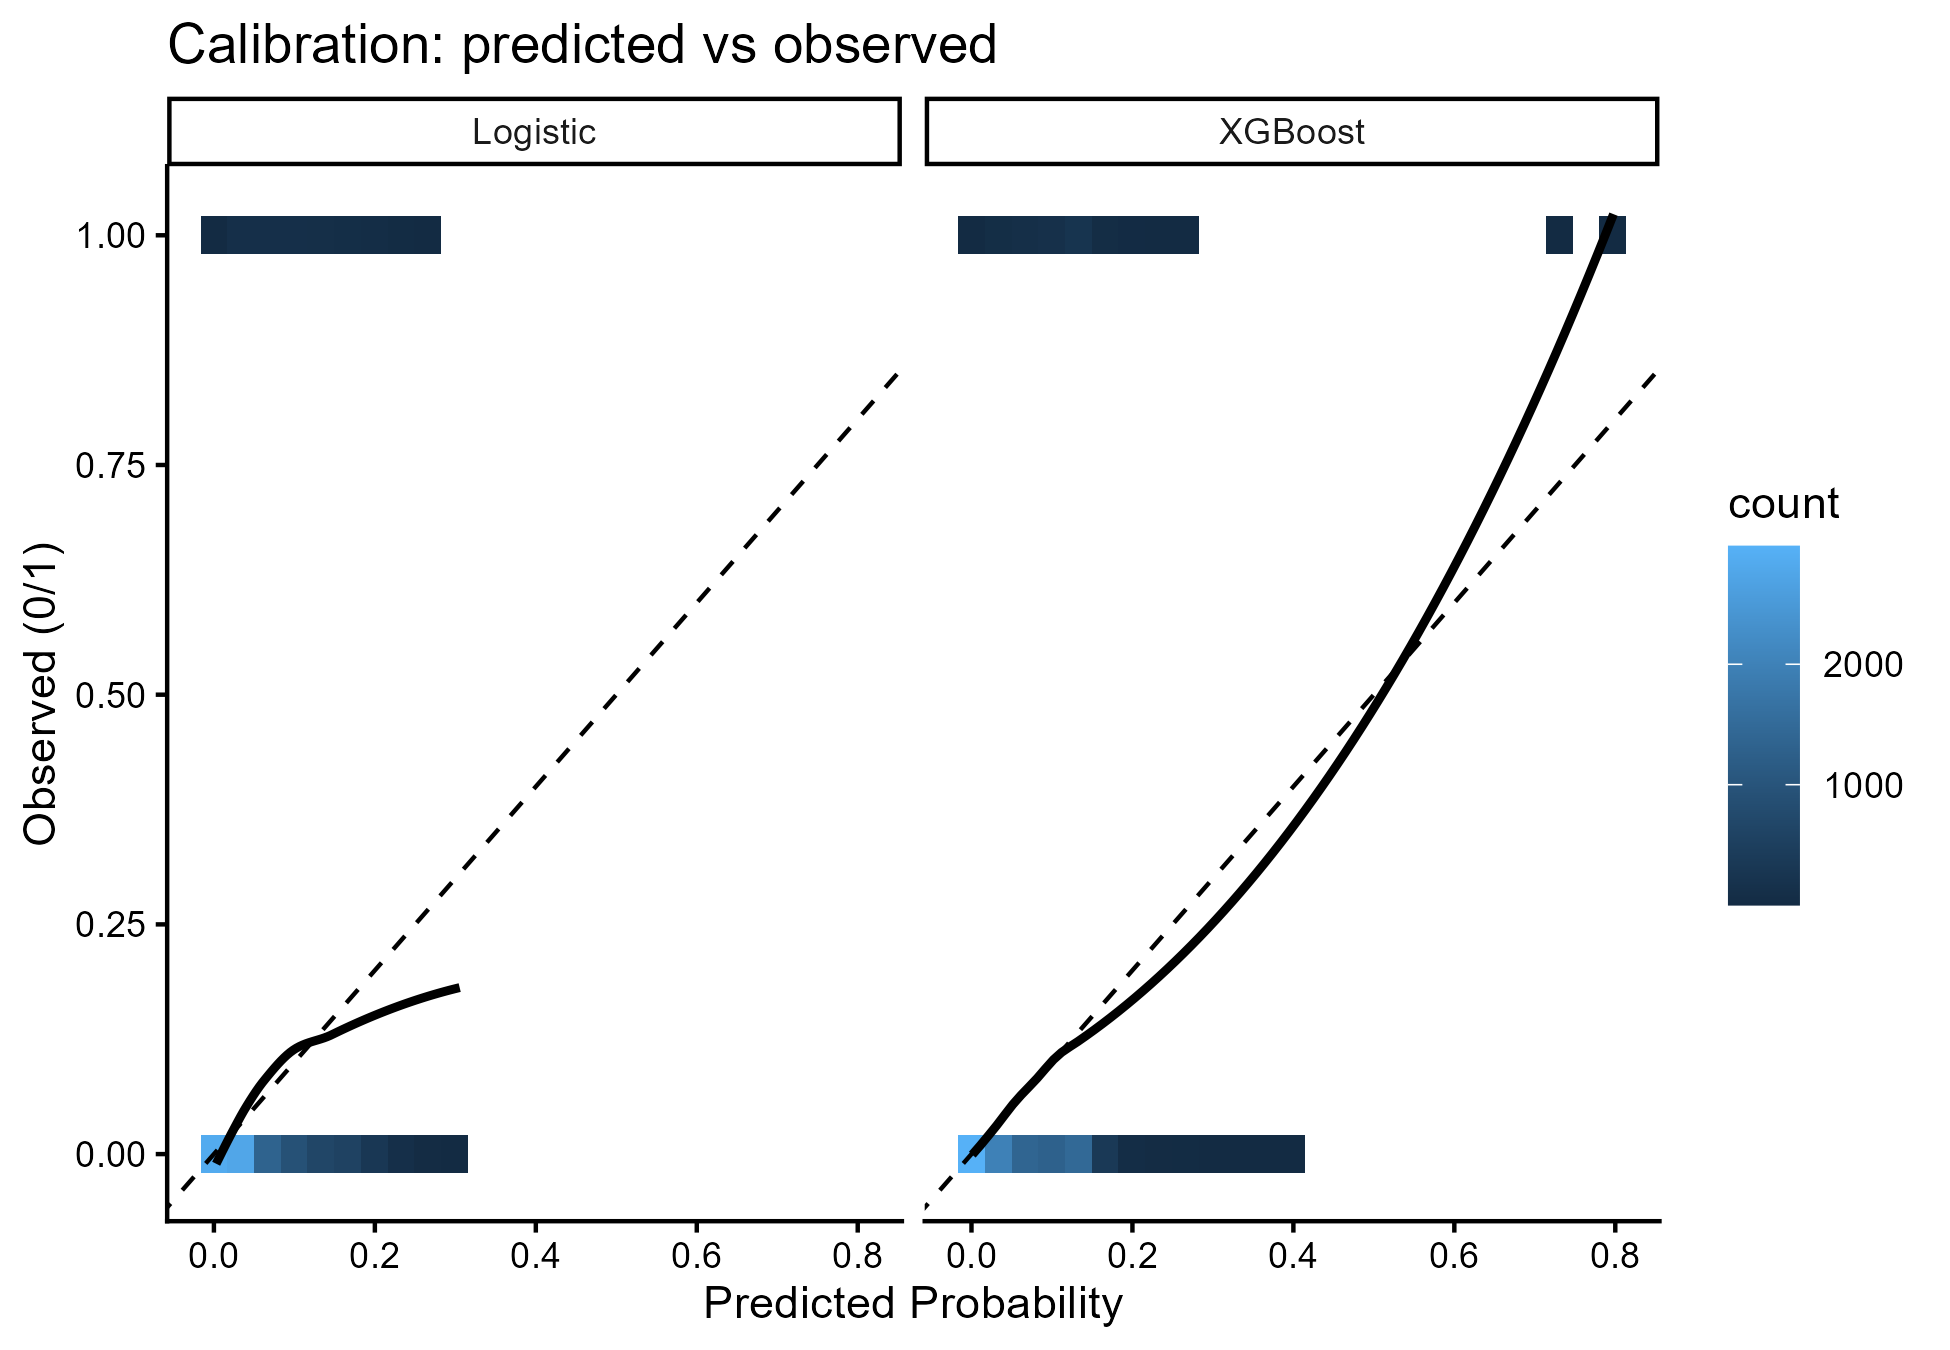 Calibration: predicted vs observed
Logistic
XGBoost
1.00
0.75
0.50
0.25
0.00
Observed (0/1)
0.0 0.2 0.4 0.6 0.8
0.0 0.2 0.4 0.6 0.8
Predicted Probability
count
2000
1000